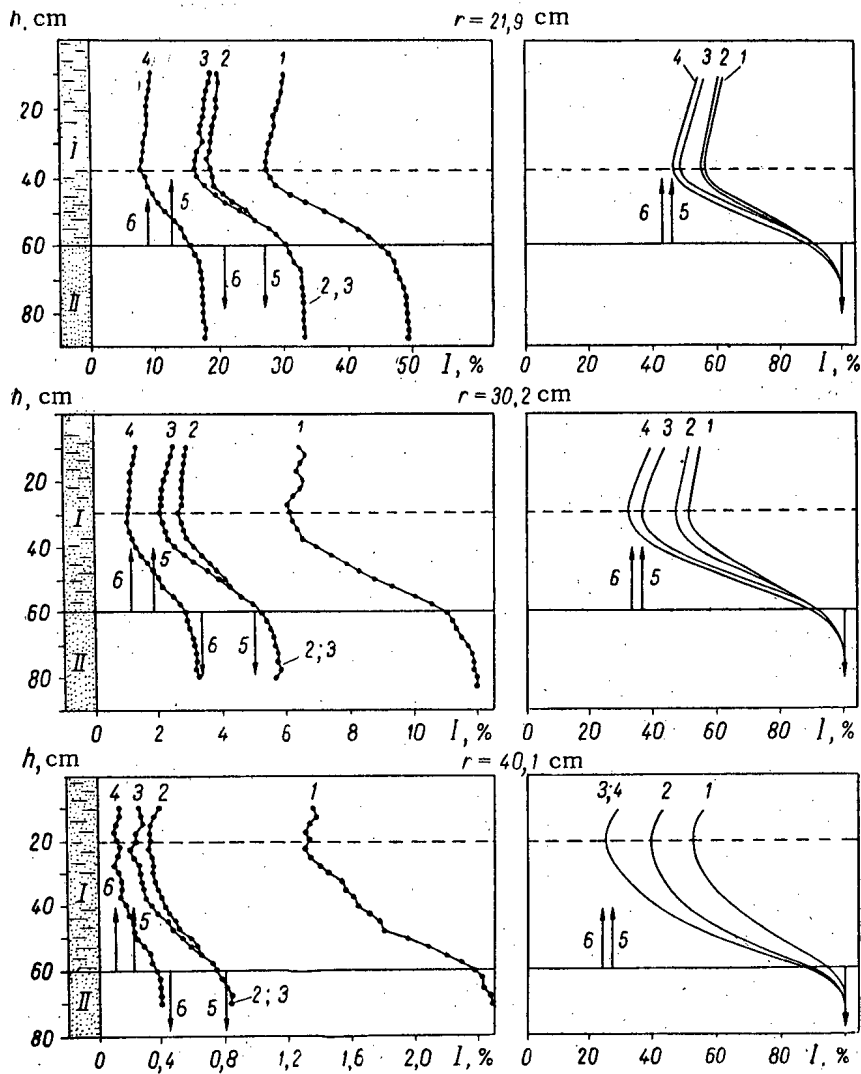 h, cm r = 21,9 cm
4 3 2 1
4 3 2 1
20
I
40
5
6
6 5
60
6 5
II
2, 3
80
0 10 20 30 40 50 I, %
0 20 40 60 80 I, %
h, cm r = 30,2 cm
4 3 2 1
4 3 2 1
20
I
40
6 5
6 5
60
6 5
II
2; 3
80
0 2 4 6 8 10 I, %
0 20 40 60 80 I, %
h, cm r = 40,1 cm
4 3 2 1
3;4 2 1
20
I
6
40
5
6 5
60
6 5
II
2; 3
80
0 0,4 0,8 1,2 1,6 2,0 I, %
0 20 40 60 80 I, %